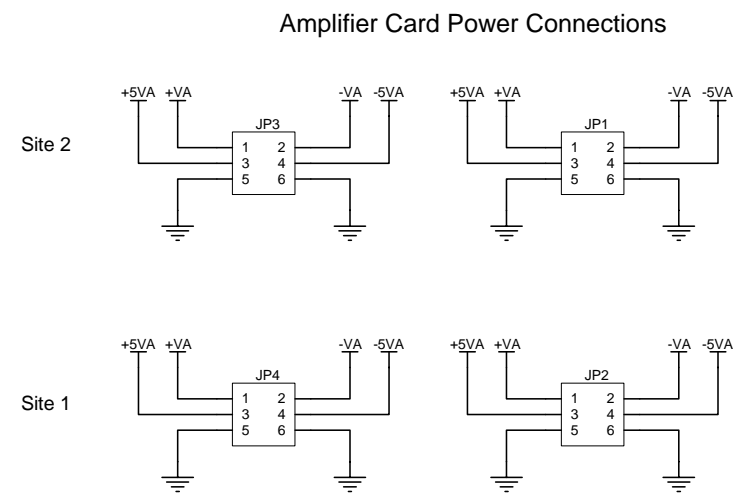 Amplifier Card Power Connections
+5VA +VA -VA -5VA +5VA +VA -VA -5VA
JP3 JP1
Site 2
1 2 1 2
3 4 3 4
5 6 5 6
+5VA +VA -VA -5VA +5VA +VA -VA -5VA
JP4 JP2
Site 1
1 2 1 2
3 4 3 4
5 6 5 6